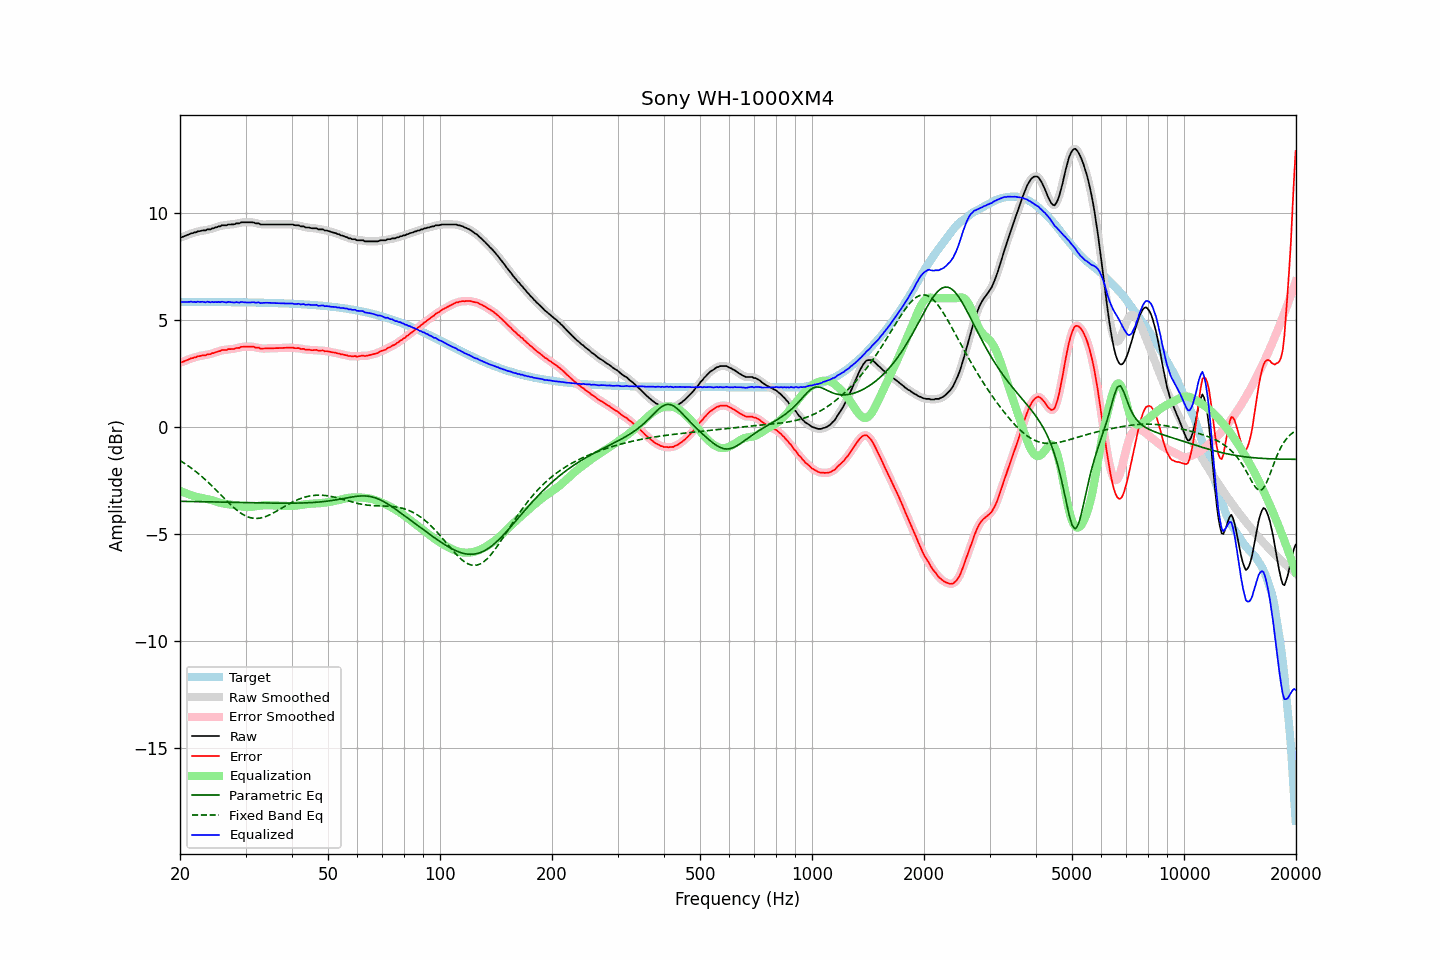 Sony WH-1000XM4
Amplitude (dBr)
10
5
0
−5
−10
−15
Target
Raw Smoothed
Error Smoothed
Raw
Error
Equalization
Parametric Eq
Fixed Band Eq
Equalized
20 50 100 200 500 1000 2000 5000 10000 20000
Frequency (Hz)